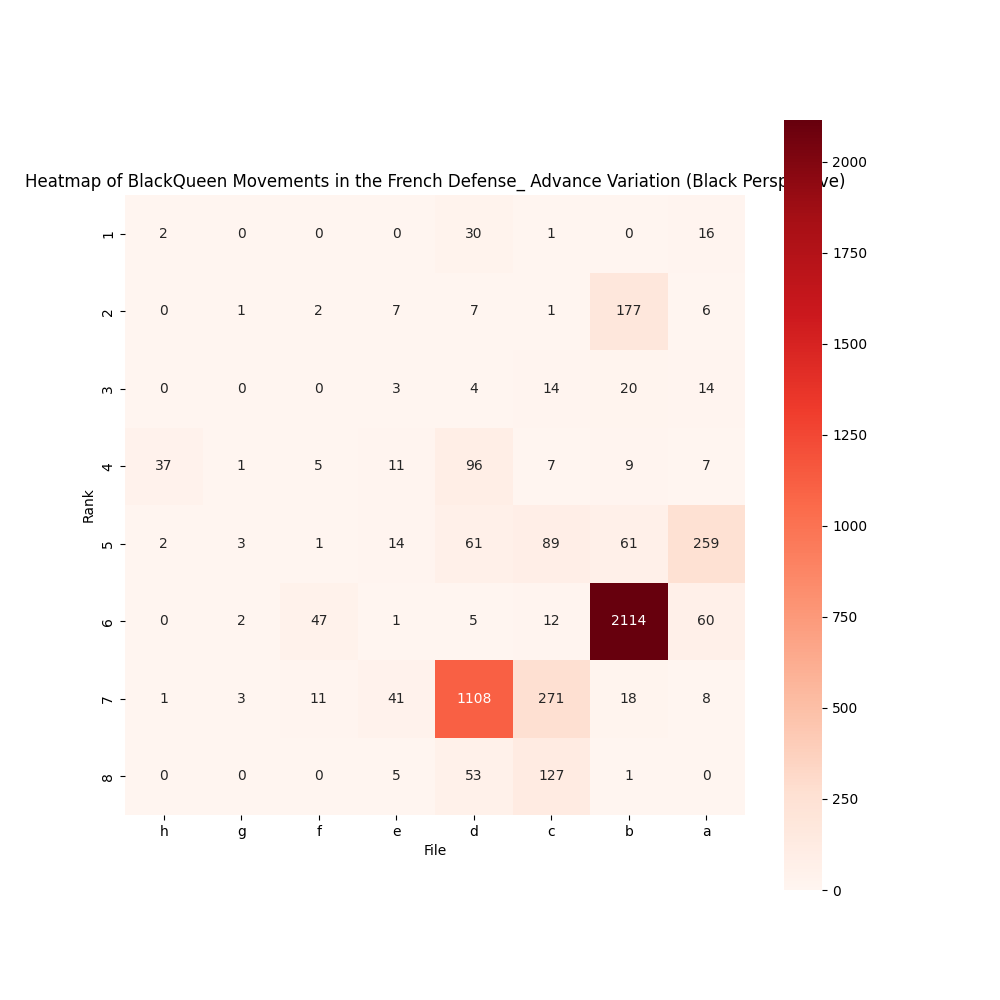 Heatmap of BlackQueen Movements in the French Defense_ Advance Variation (Black Perspective)
2000
1750
1500
1250
1000
750
500
250
0
Rank
1 2 0 0 0 30 1 0 16
2 0 1 2 7 7 1 177 6
3 0 0 0 3 4 14 20 14
4 37 1 5 11 96 7 9 7
5 2 3 1 14 61 89 61 259
6 0 2 47 1 5 12 2114 60
7 1 3 11 41 1108 271 18 8
8 0 0 0 5 53 127 1 0
h g f e d c b a
File